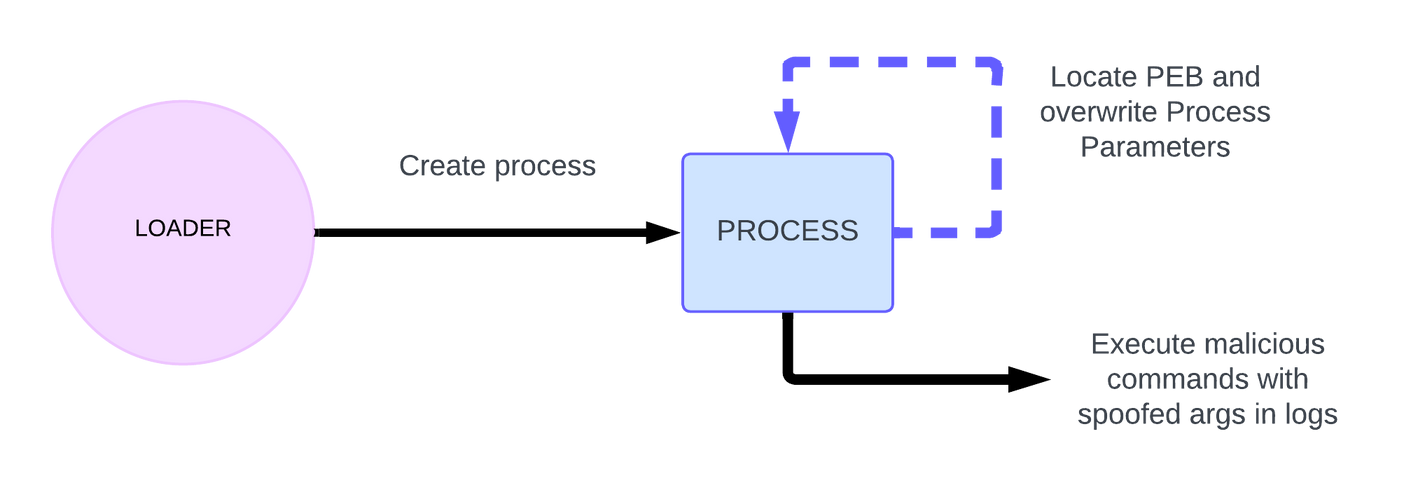 LOADER
Create process
PROCESS
Locate PEB and
overwrite Process
Parameters
Execute malicious
commands with
spoofed args in logs